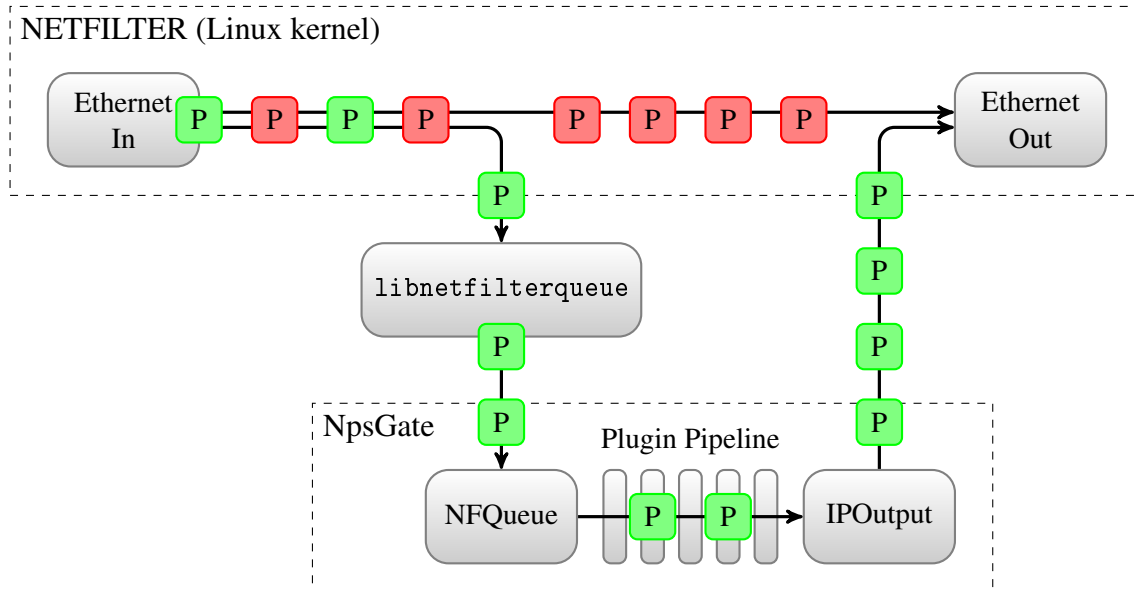 NETFILTER (Linux kernel)
Ethernet
In
P P P P P P P P
Ethernet
Out
P P
P
libnetfilterqueue
P P
P P
NpsGate
Plugin Pipeline
NFQueue
P P
IPOutput